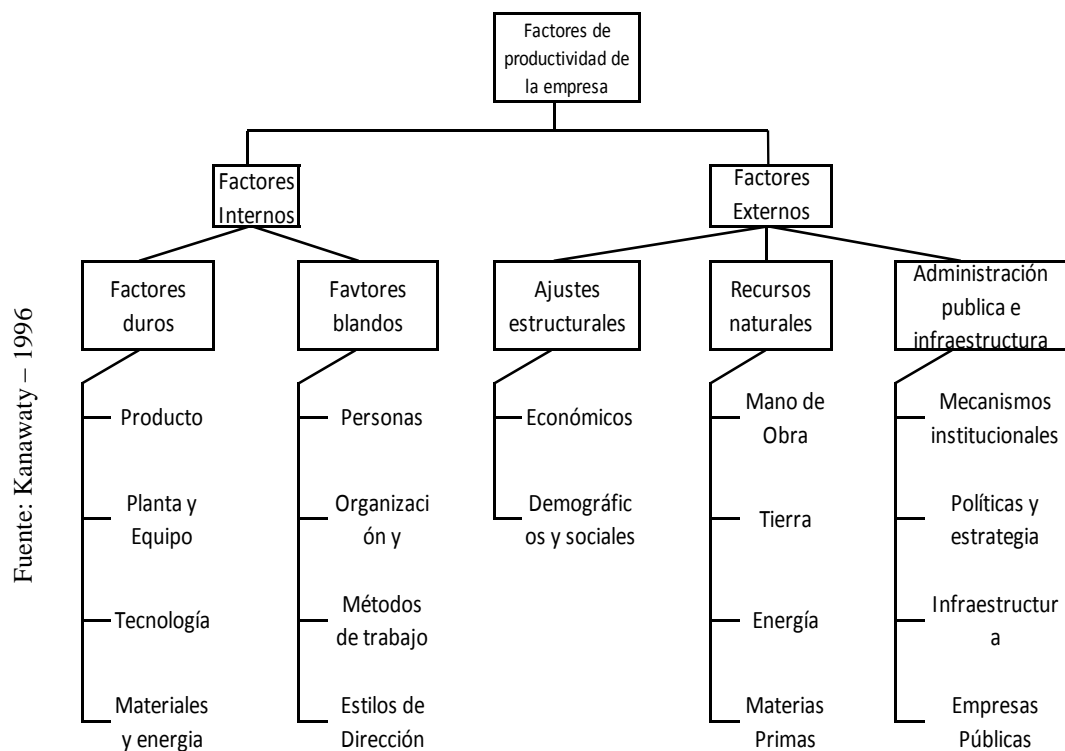 Factores de
productividad de
la empresa
Factores
Internos
Factores
Externos
Factores
duros
Favtores
blandos
Ajustes
estructurales
Recursos
naturales
Administración
publica e
infraestructura
Producto
Planta y
Equipo
Tecnología
Materiales
y energia
Personas
Organizaci
ón y
Métodos
de trabajo
Estilos de
Dirección
Económicos
Demográfic
os y sociales
Mano de
Obra
Tierra
Energía
Materias
Primas
Mecanismos
institucionales
Políticas y
estrategia
Infraestructur
a
Empresas
Públicas
Fuente: Kanawaty – 1996